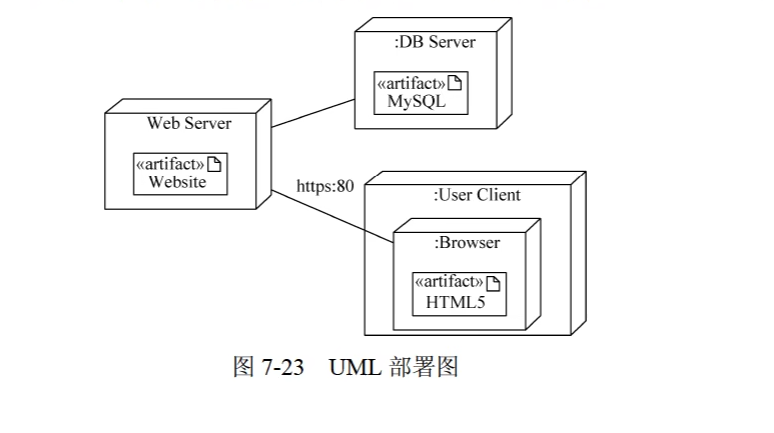 :DB Server
«artifact»
MySQL
Web Server
«artifact»
Website
https:80
:User Client
:Browser
«artifact»
HTML5
图 7-23 UML 部署图